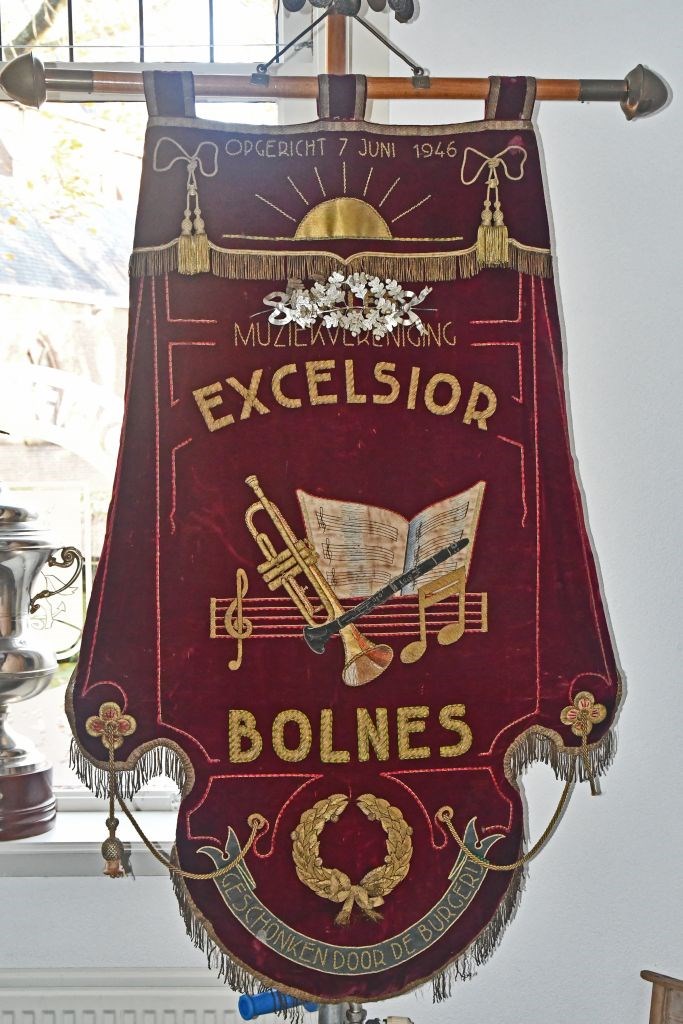 OPGERICHT 7 JUNI 1946
MUZIEKVERENIGING
EXCELSIOR
BOLNES
GESCHONKEN DOOR DE BURGERIJ